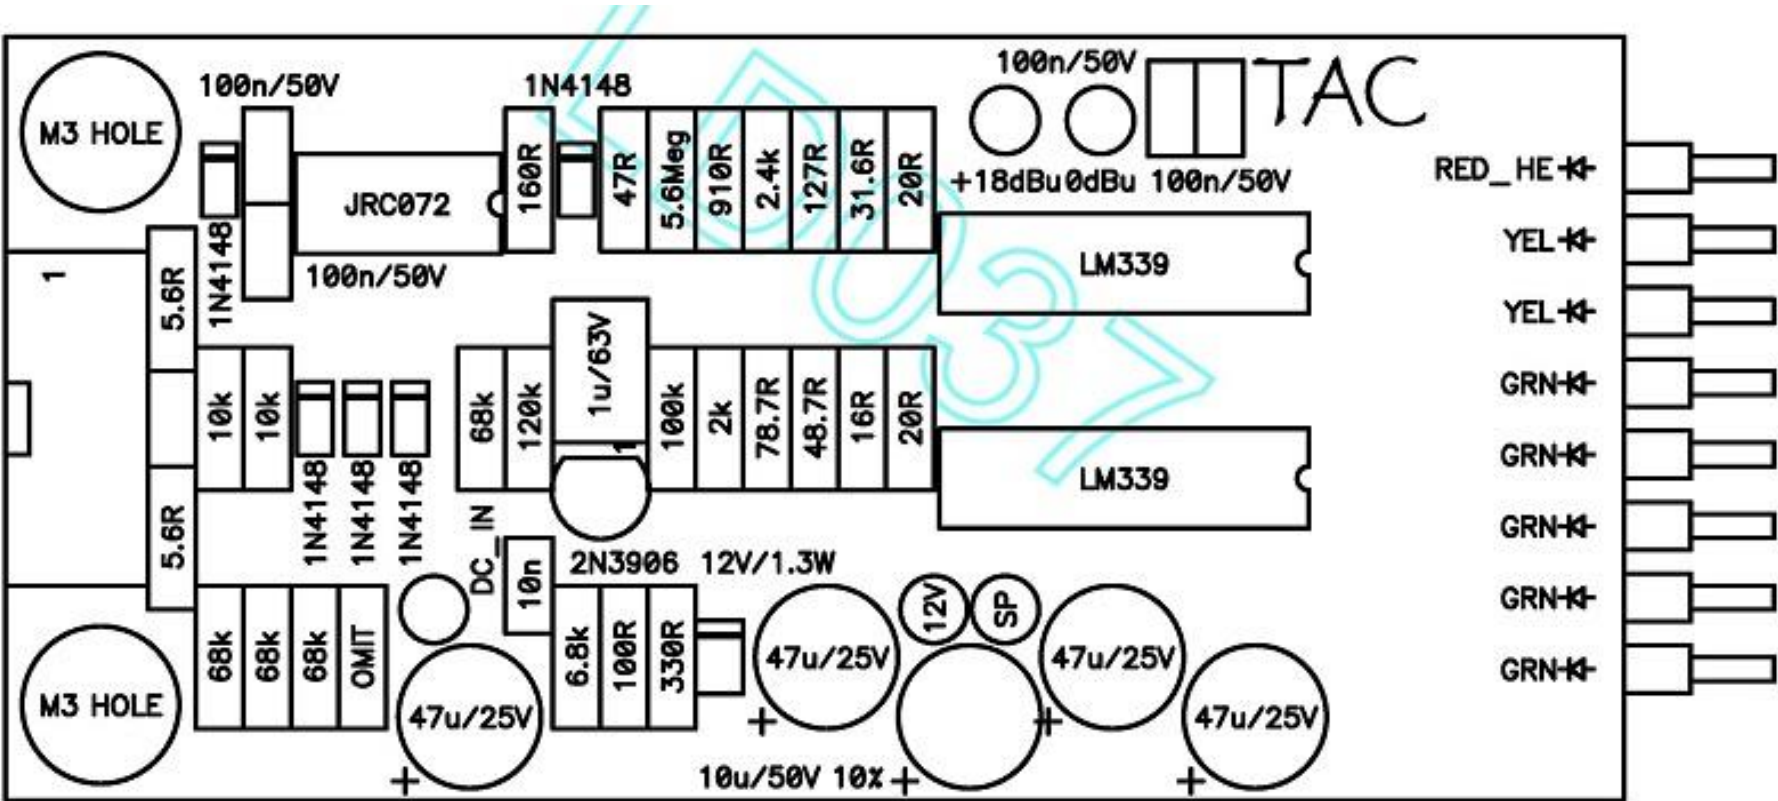 100n/50V
1N4148
100n/50V
TAC
M3 HOLE
JRC072
160R
47R
5.6Meg
910R
2.4k
127R
31.6R
20R
+18dBu
0dBu
100n/50V
RED_HE
1N4148
100n/50V
LM339
YEL
1
5.6R
YEL
10k
10k
68k
120k
1u/63V
1
100k
2k
78.7R
48.7R
16R
20R
GRN
LM339
GRN
5.6R
1N4148
1N4148
1N4148
DC_IN
GRN
10n
2N3906
12V/1.3W
12V
SP
GRN
68k
68k
68k
OMIT
6.8k
100R
330R
47u/25V
47u/25V
GRN
M3 HOLE
47u/25V
47u/25V
+
+
+
10u/50V 10%
+
+
LD037